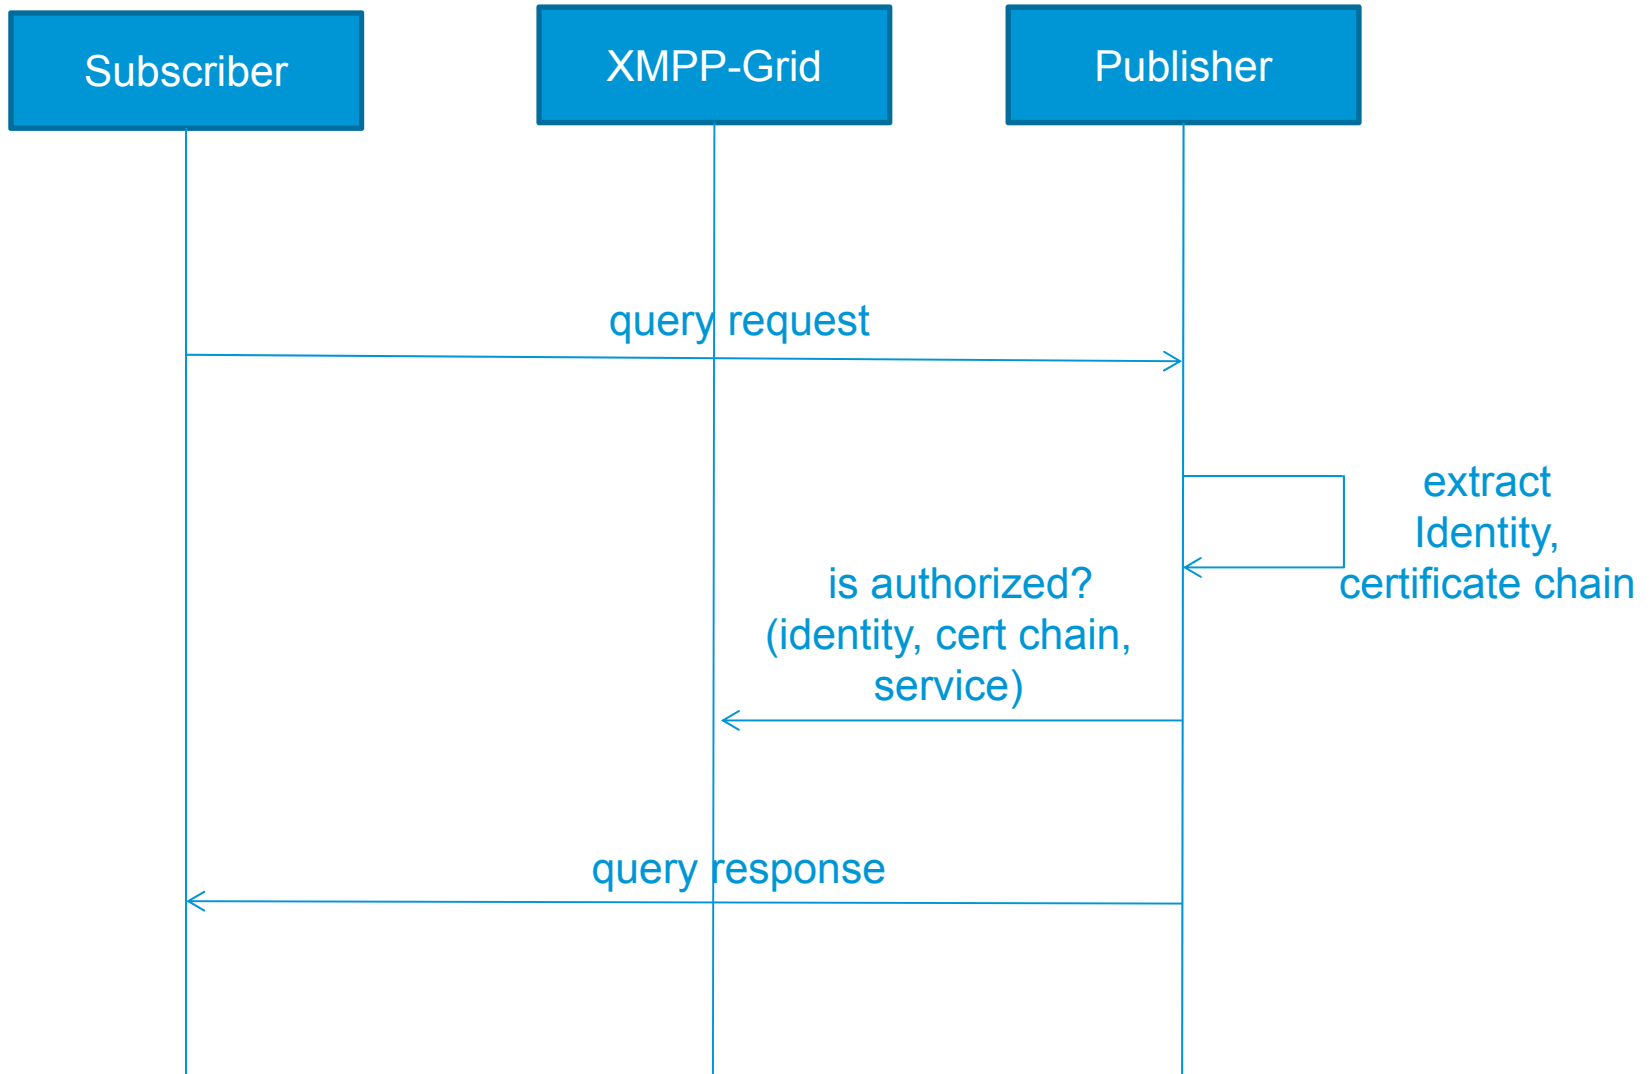 Subscriber
XMPP-Grid
Publisher
query request
extract
Identity,
certificate chain
is authorized?
(identity, cert chain,
service)
query response